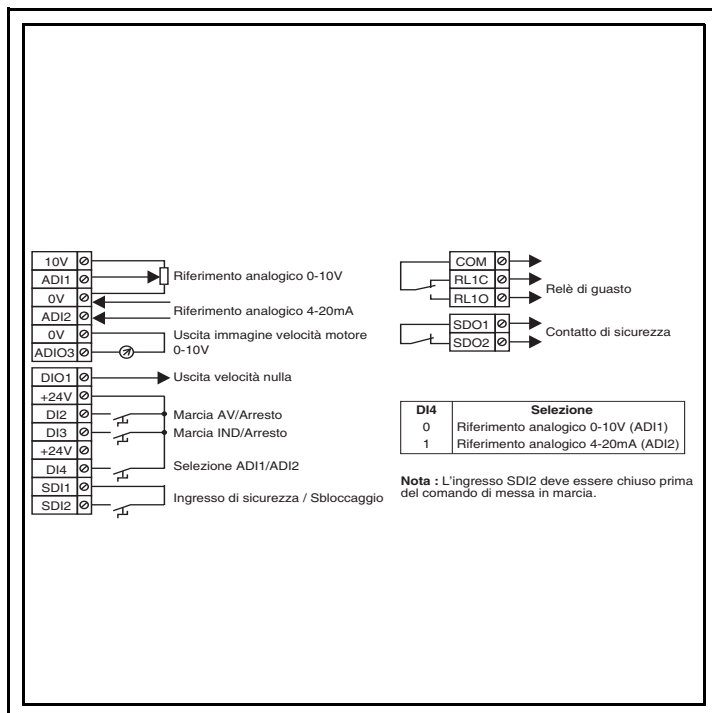 10V
ADI1
Riferimento analogico 0-10V
0V
ADI2
Riferimento analogico 4-20mA
0V
ADIO3
Uscita immagine velocità motore
0-10V
DIO1
Uscita velocità nulla
+24V
DI2
Marcia AV/Arresto
DI3
Marcia IND/Arresto
+24V
DI4
Selezione ADI1/ADI2
SDI1
SDI2
Ingresso di sicurezza / Sbloccaggio
COM
RL1C
RL1O
Relè di guasto
SDO1
SDO2
Contatto di sicurezza
DI4 Selezione
0 Riferimento analogico 0-10V (ADI1)
1 Riferimento analogico 4-20mA (ADI2)
Nota : L'ingresso SDI2 deve essere chiuso prima
del comando di messa in marcia.